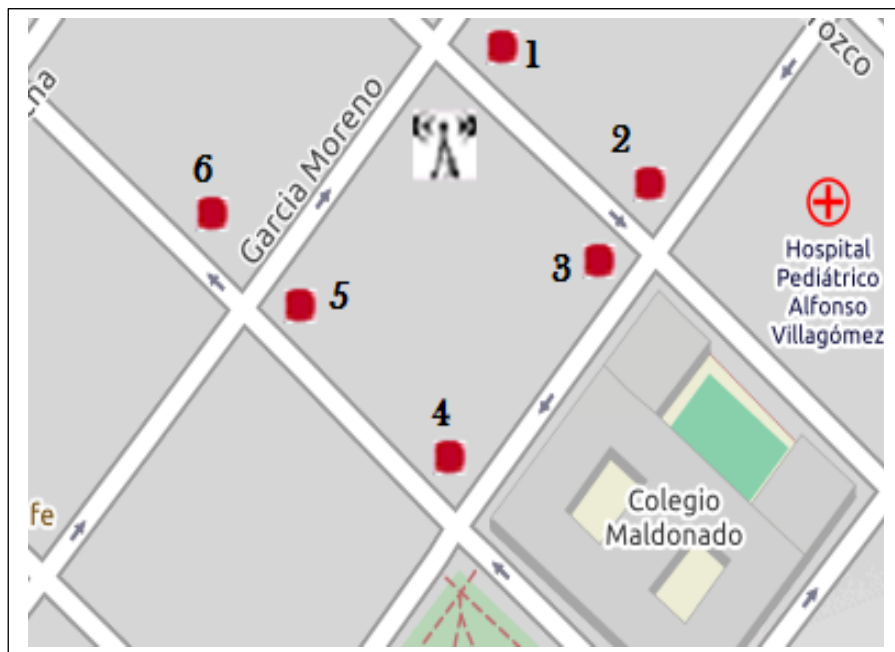 ozco
1
Garcia Moreno
2
6
3
Hospital
Pediátrico
Alfonso
Villagómez
5
4
fe
Colegio
Maldonado